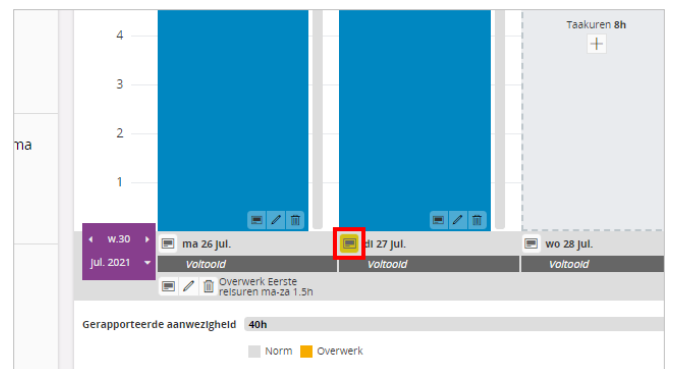 Taakuren 8h
4
3
ma
2
1
w.30
ma 26 jul.
di 27 jul.
wo 28 jul.
jul. 2021
Voltooid
Voltooid
Voltooid
Overwerk Eerste
reisuren ma-za 1.5h
Gerapporteerde aanwezigheid 40h
Norm Overwerk